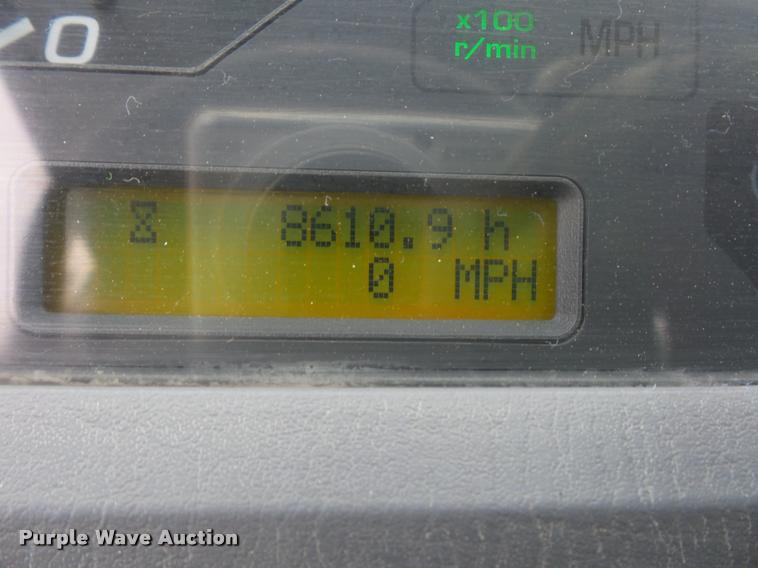 0
x100
r/min MPH
8610.9 h
0 MPH
Purple Wave Auction